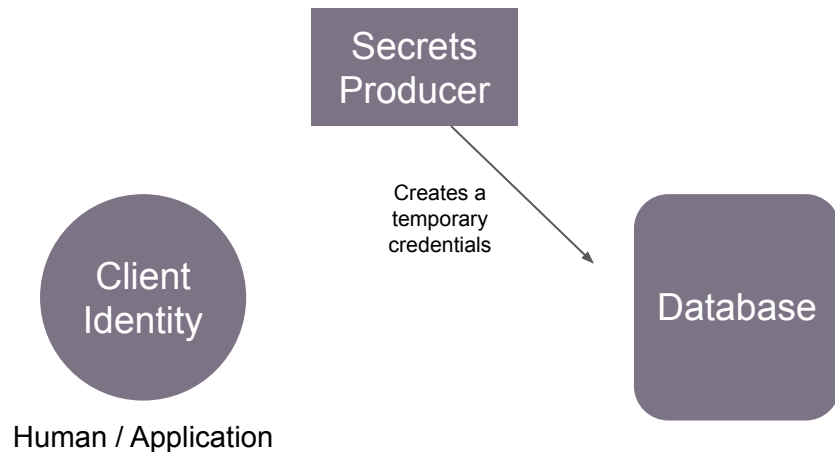 Secrets
Producer
Creates a
temporary
credentials
Client
Identity
Database
Human / Application